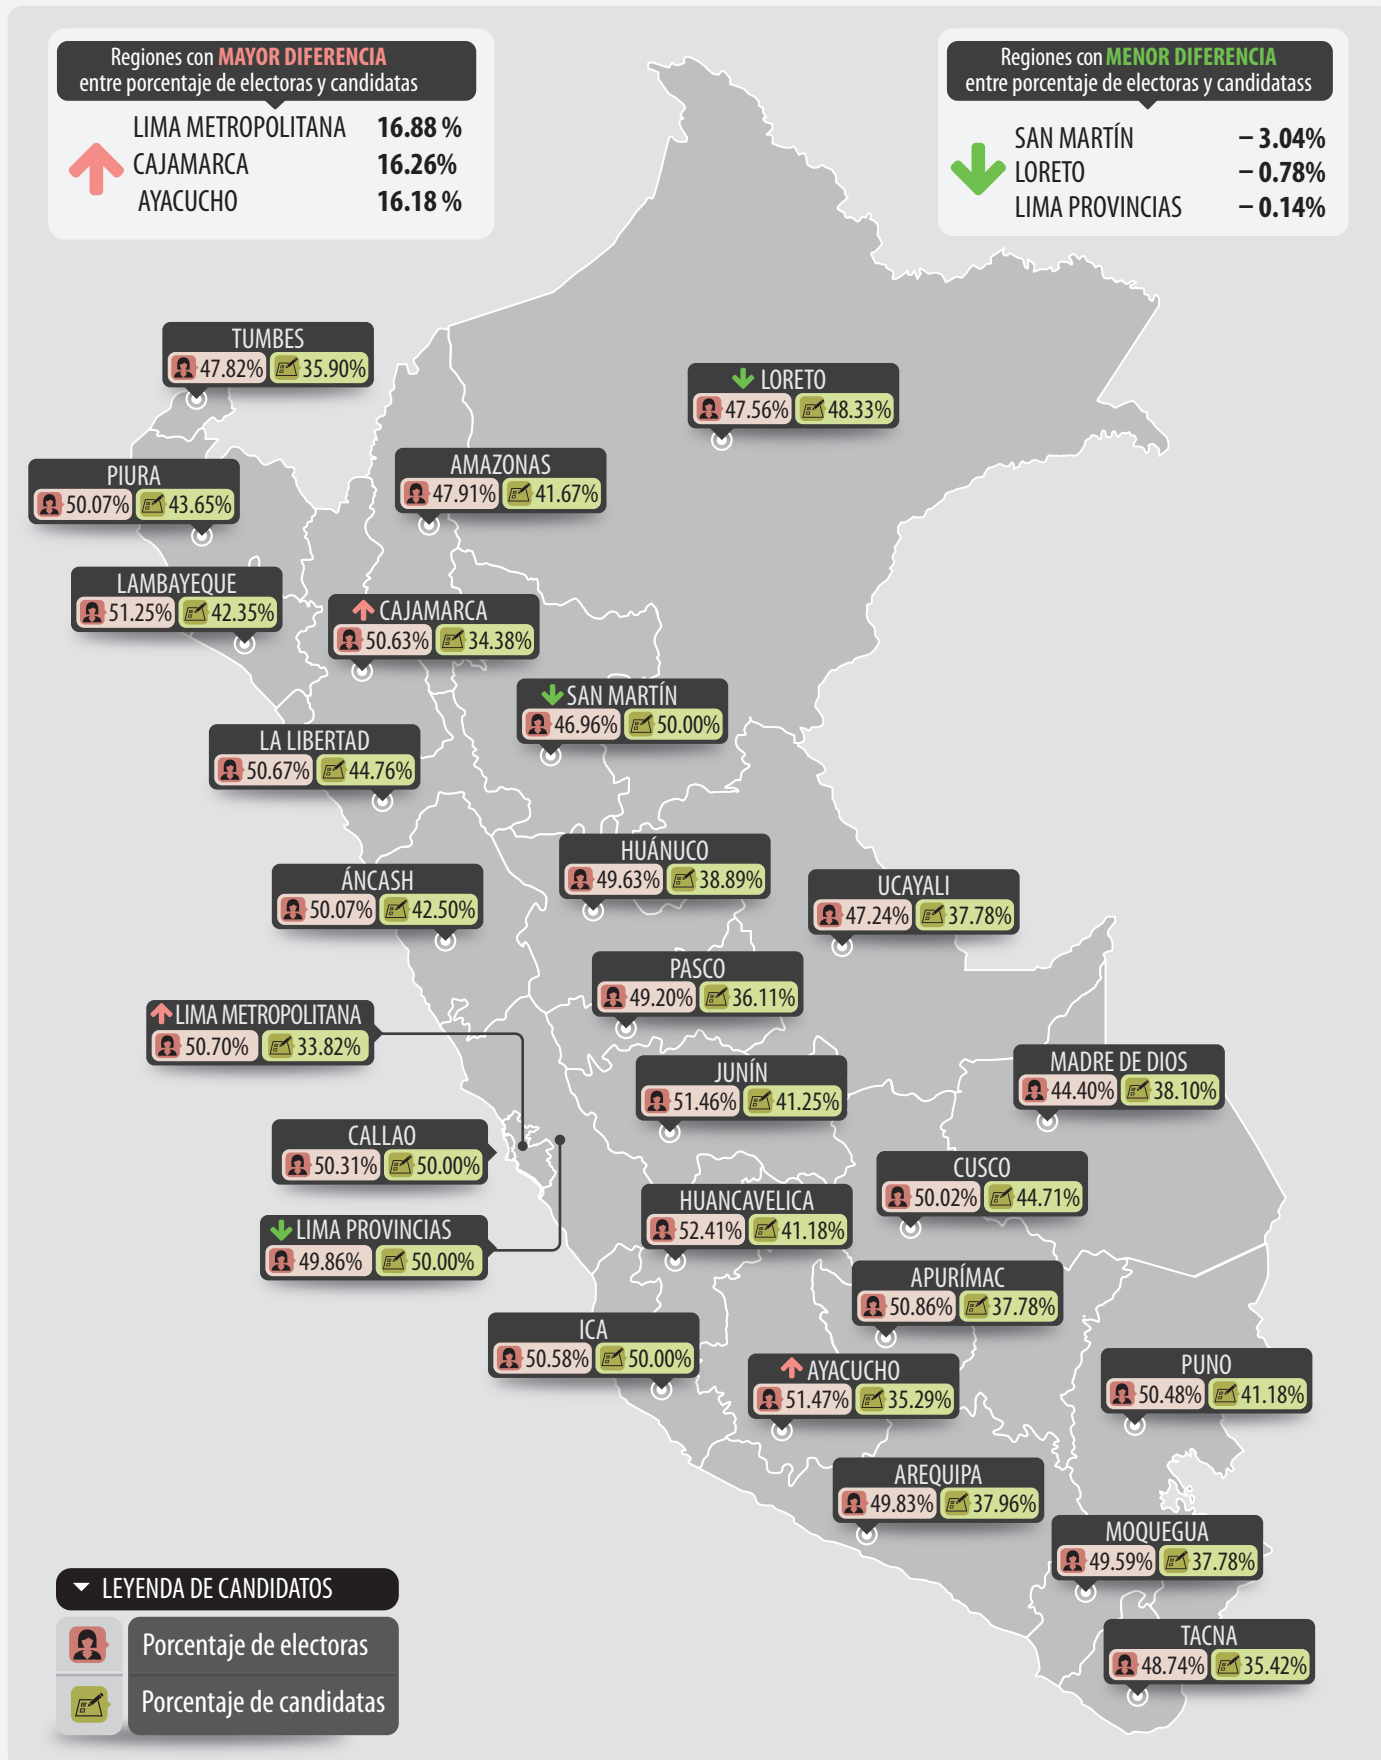 Regiones con MAYOR DIFERENCIA
entre porcentaje de electoras y candidatas
LIMA METROPOLITANA 16.88 %
CAJAMARCA 16.26%
AYACUCHO 16.18 %
Regiones con MENOR DIFERENCIA
entre porcentaje de electoras y candidatass
SAN MARTÍN – 3.04%
LORETO – 0.78%
LIMA PROVINCIAS – 0.14%
TUMBES
47.82% 35.90%
LORETO
47.56% 48.33%
AMAZONAS
47.91% 41.67%
PIURA
50.07% 43.65%
LAMBAYEQUE
51.25% 42.35%
CAJAMARCA
50.63% 34.38%
SAN MARTÍN
46.96% 50.00%
LA LIBERTAD
50.67% 44.76%
HUÁNUCO
49.63% 38.89%
ÁNCASH
50.07% 42.50%
UCAYALI
47.24% 37.78%
PASCO
49.20% 36.11%
LIMA METROPOLITANA
50.70% 33.82%
JUNÍN
51.46% 41.25%
MADRE DE DIOS
44.40% 38.10%
CALLAO
50.31% 50.00%
CUSCO
50.02% 44.71%
HUANCAVELICA
52.41% 41.18%
LIMA PROVINCIAS
49.86% 50.00%
APURÍMAC
50.86% 37.78%
ICA
50.58% 50.00%
AYACUCHO
51.47% 35.29%
PUNO
50.48% 41.18%
AREQUIPA
49.83% 37.96%
MOQUEGUA
49.59% 37.78%
TACNA
48.74% 35.42%
LEYENDA DE CANDIDATOS
Porcentaje de electoras
Porcentaje de candidatas